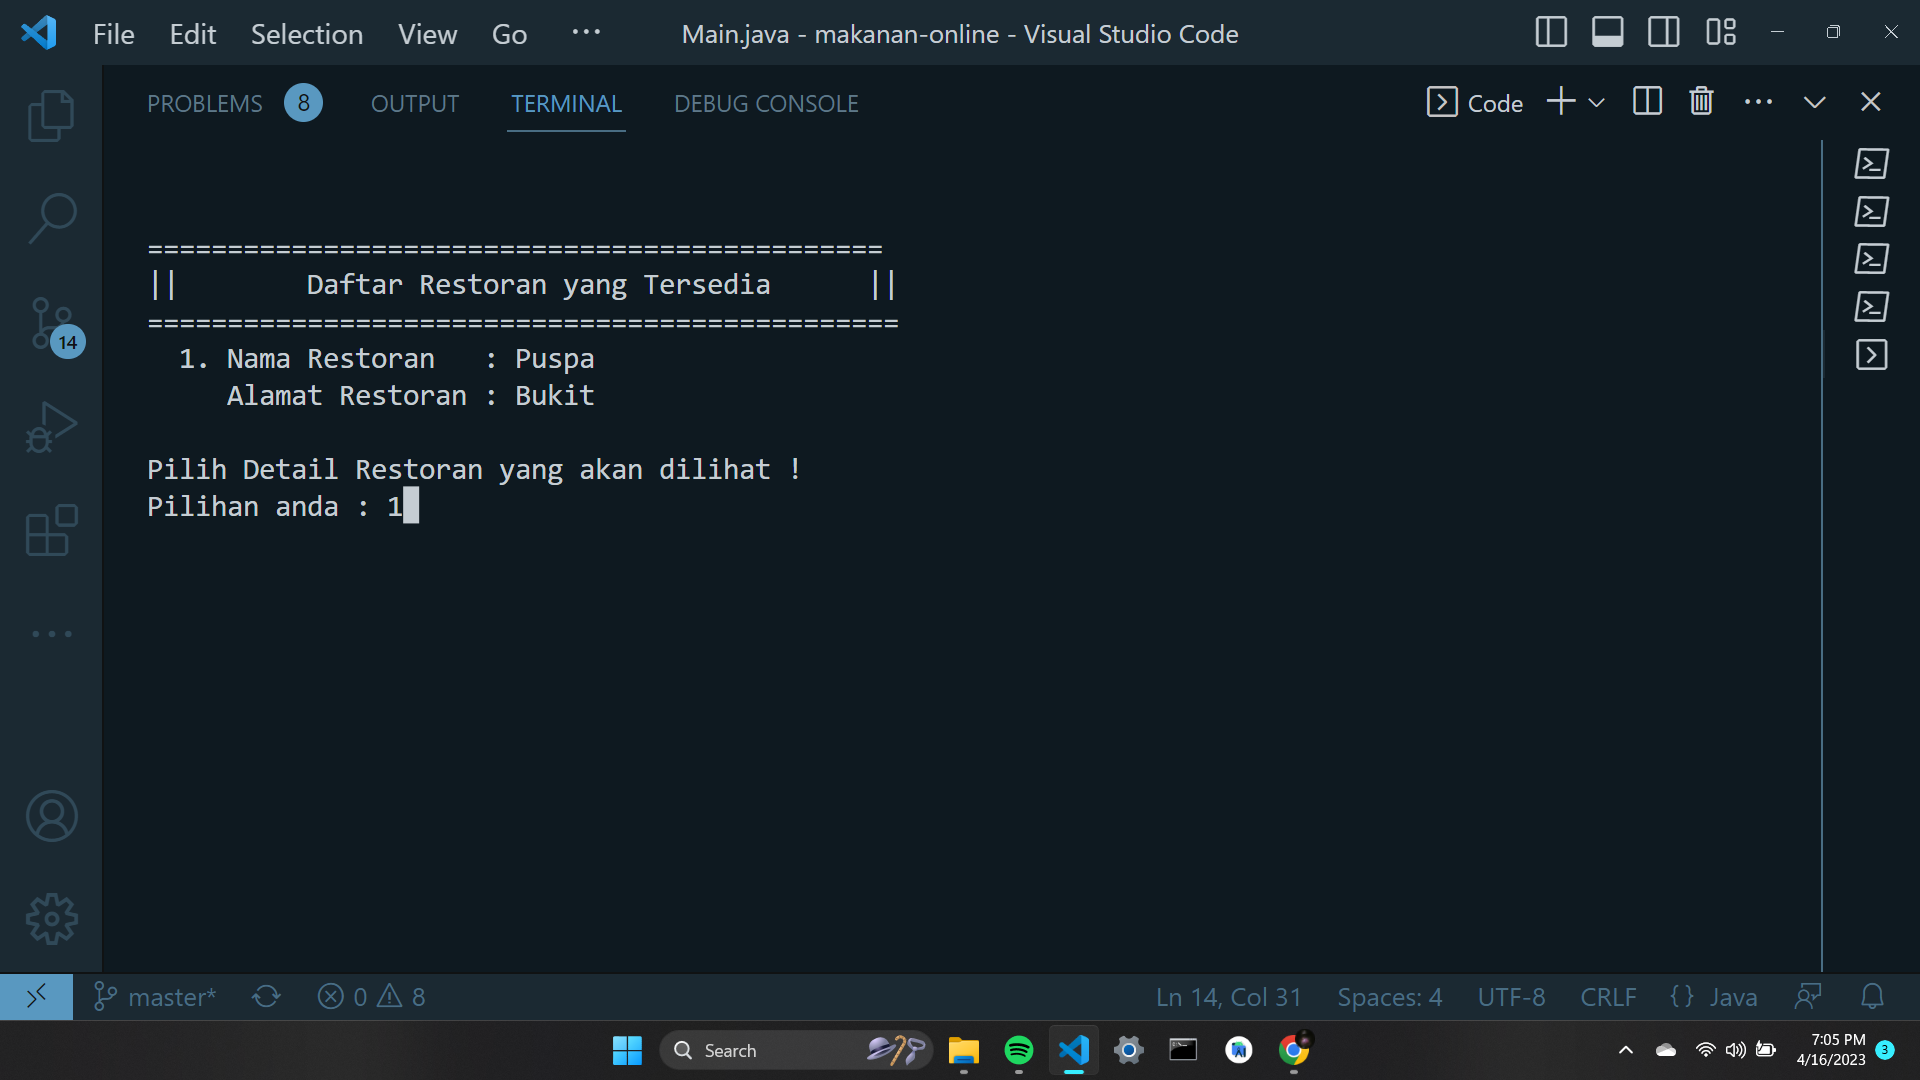 File Edit Selection View Go ··· Main.java - makanan-online - Visual Studio Code
PROBLEMS 8 OUTPUT TERMINAL DEBUG CONSOLE Code
==============================================
||        Daftar Restoran yang Tersedia      ||
===============================================
  1. Nama Restoran   : Puspa
     Alamat Restoran : Bukit
Pilih Detail Restoran yang akan dilihat !
Pilihan anda : 1
14
master* 0 8 Ln 14, Col 31 Spaces: 4 UTF-8 CRLF {} Java
Search 7:05 PM
4/16/2023 3